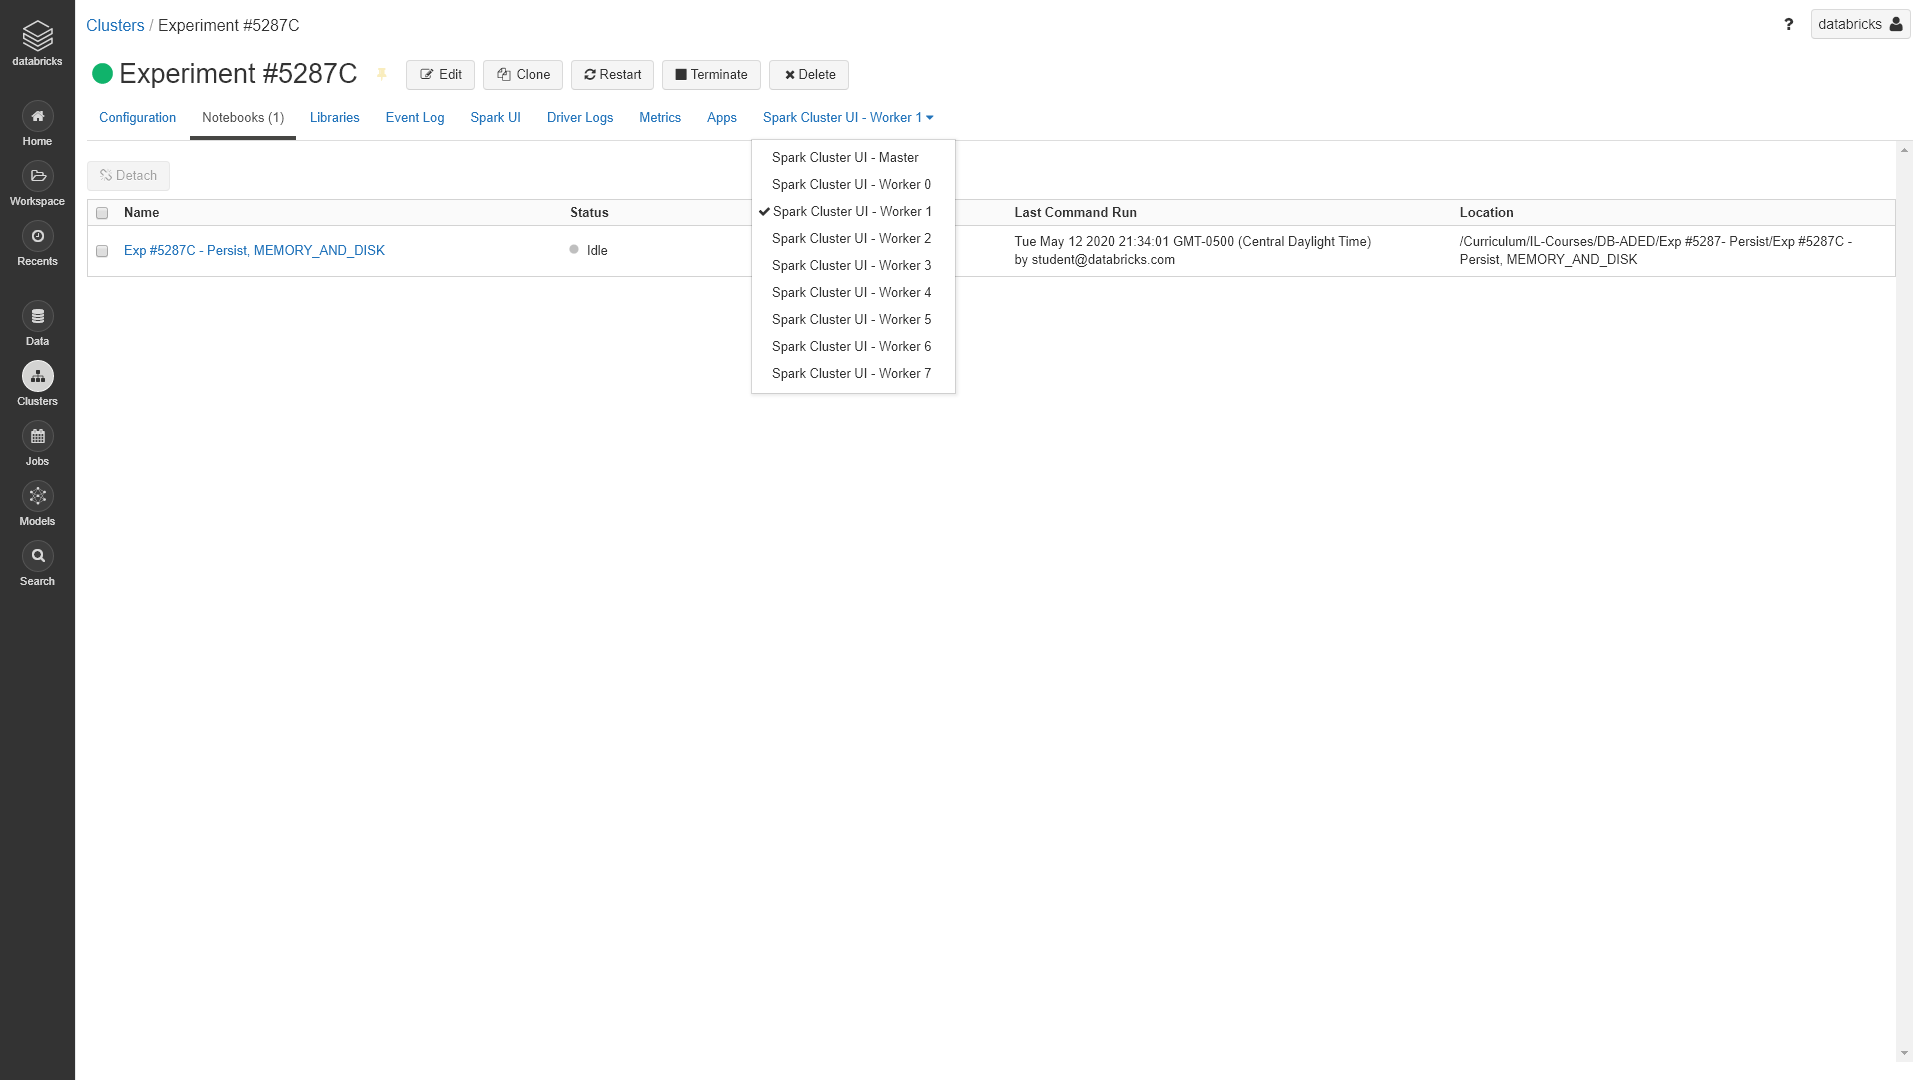 databricks
Home
Workspace
Recents
Data
Clusters
Jobs
Models
Search
Clusters / Experiment #5287C
? databricks
Experiment #5287C Edit Clone Restart Terminate Delete
Configuration Notebooks (1) Libraries Event Log Spark UI Driver Logs Metrics Apps Spark Cluster UI - Worker 1
Spark Cluster UI - Master
Spark Cluster UI - Worker 0
Spark Cluster UI - Worker 1
Spark Cluster UI - Worker 2
Spark Cluster UI - Worker 3
Spark Cluster UI - Worker 4
Spark Cluster UI - Worker 5
Spark Cluster UI - Worker 6
Spark Cluster UI - Worker 7
Detach
Name Status Last Command Run Location
Exp #5287C - Persist, MEMORY_AND_DISK Idle
Tue May 12 2020 21:34:01 GMT-0500 (Central Daylight Time)
by student@databricks.com
/Curriculum/IL-Courses/DB-ADED/Exp #5287- Persist/Exp #5287C -
Persist, MEMORY_AND_DISK